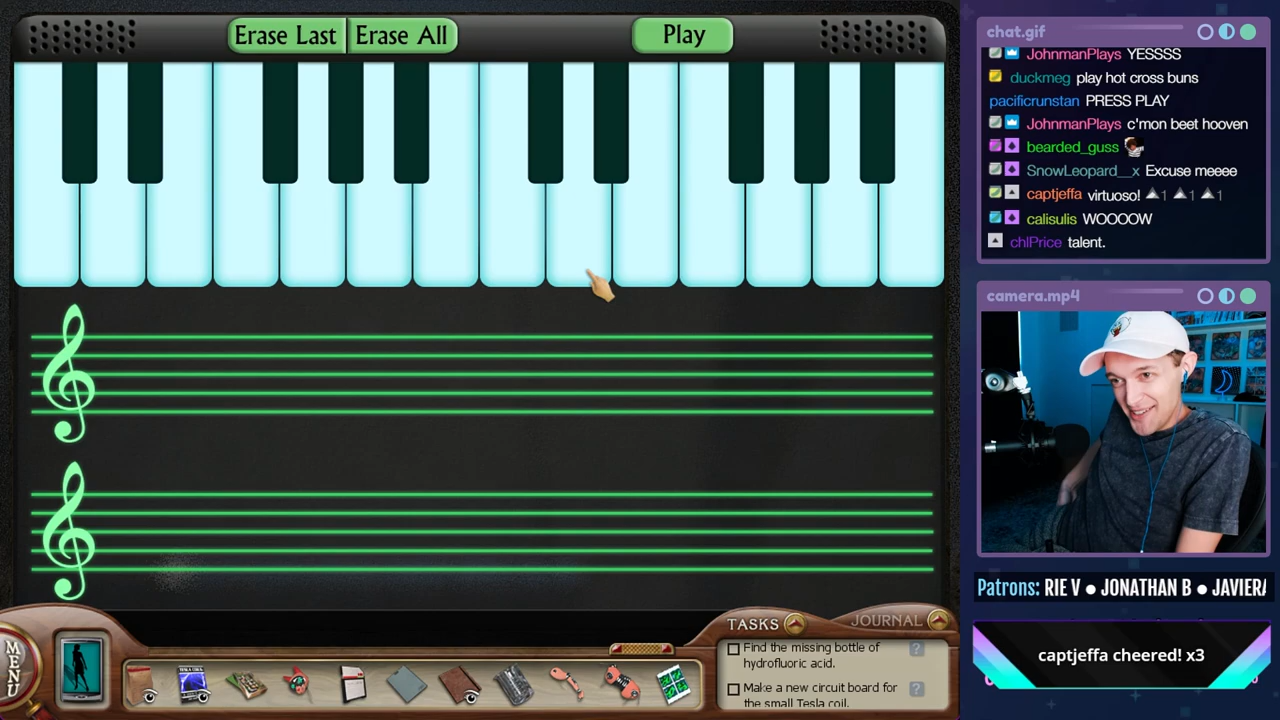 Erase Last
Erase All
Play
chat.gif
JohnmanPlays YESSSS
duckmeg play hot cross buns
pacificrunstan PRESS PLAY
JohnmanPlays c'mon beet hooven
bearded_guss
SnowLeopard__x Excuse meeee
captjeffa virtuoso! 1 1 1
calisulis WOOOOW
chlPrice talent.
camera.mp4
Patrons: RIE V ● JONATHAN B ● JAVIERA
captjeffa cheered! x3
MENU
TASKS
JOURNAL
Find the missing bottle of
hydrofluoric acid.
?
Make a new circuit board for
the small Tesla coil.
?